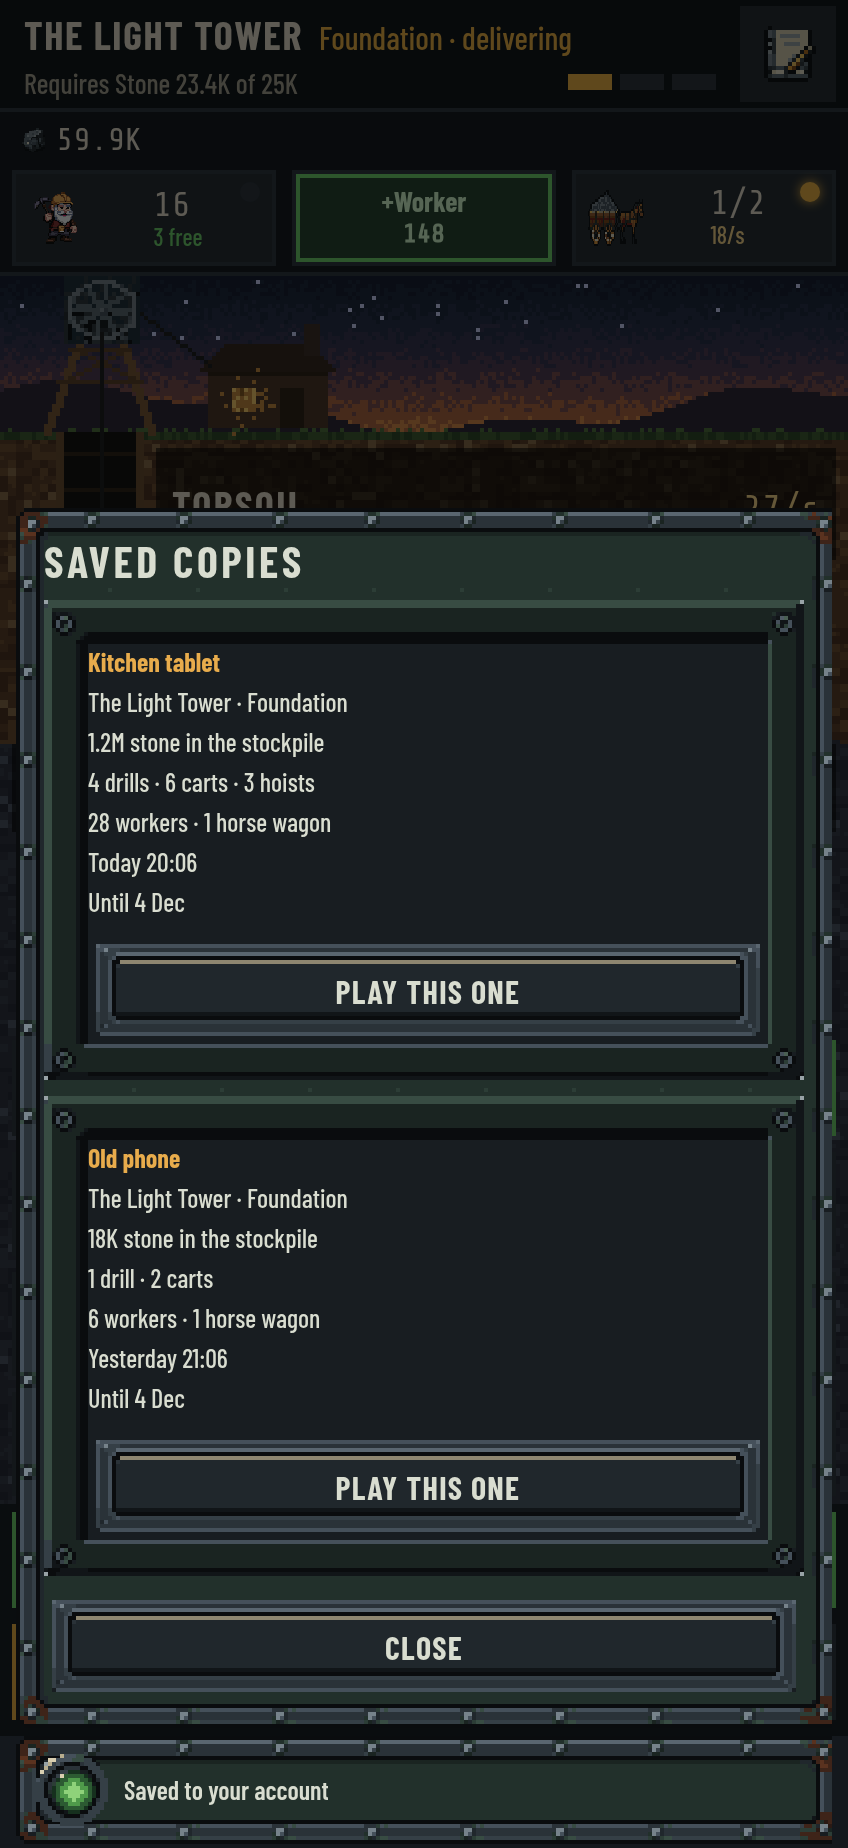 THE LIGHT TOWER Foundation · delivering
Requires Stone 23.4K of 25K
59.9K
16
3 free
+Worker
148
1/2
18/s
SAVED COPIES
Kitchen tablet
The Light Tower · Foundation
1.2M stone in the stockpile
4 drills · 6 carts · 3 hoists
28 workers · 1 horse wagon
Today 20:06
Until 4 Dec
PLAY THIS ONE
Old phone
The Light Tower · Foundation
18K stone in the stockpile
1 drill · 2 carts
6 workers · 1 horse wagon
Yesterday 21:06
Until 4 Dec
PLAY THIS ONE
CLOSE
Saved to your account